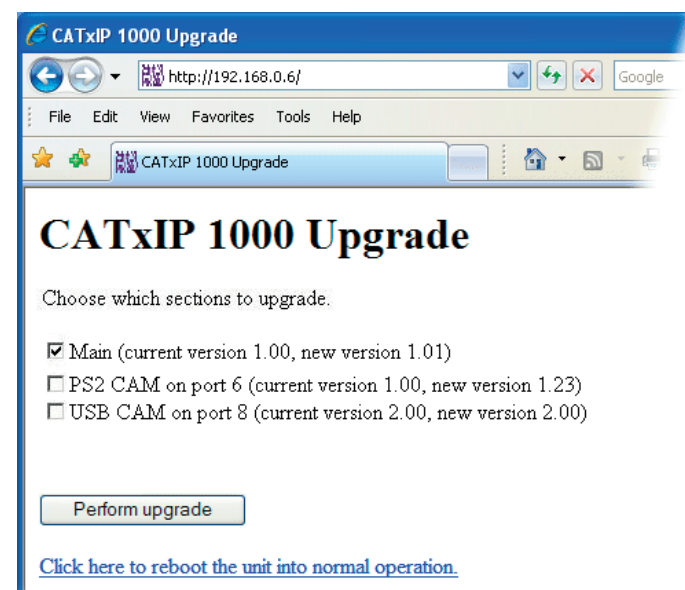 CATxIP 1000 Upgrade
http://192.168.0.6/
Google
File Edit View Favorites Tools Help
CATxIP 1000 Upgrade
CATxIP 1000 Upgrade
Choose which sections to upgrade.
Main (current version 1.00, new version 1.01)
PS2 CAM on port 6 (current version 1.00, new version 1.23)
USB CAM on port 8 (current version 2.00, new version 2.00)
Perform upgrade
Click here to reboot the unit into normal operation.